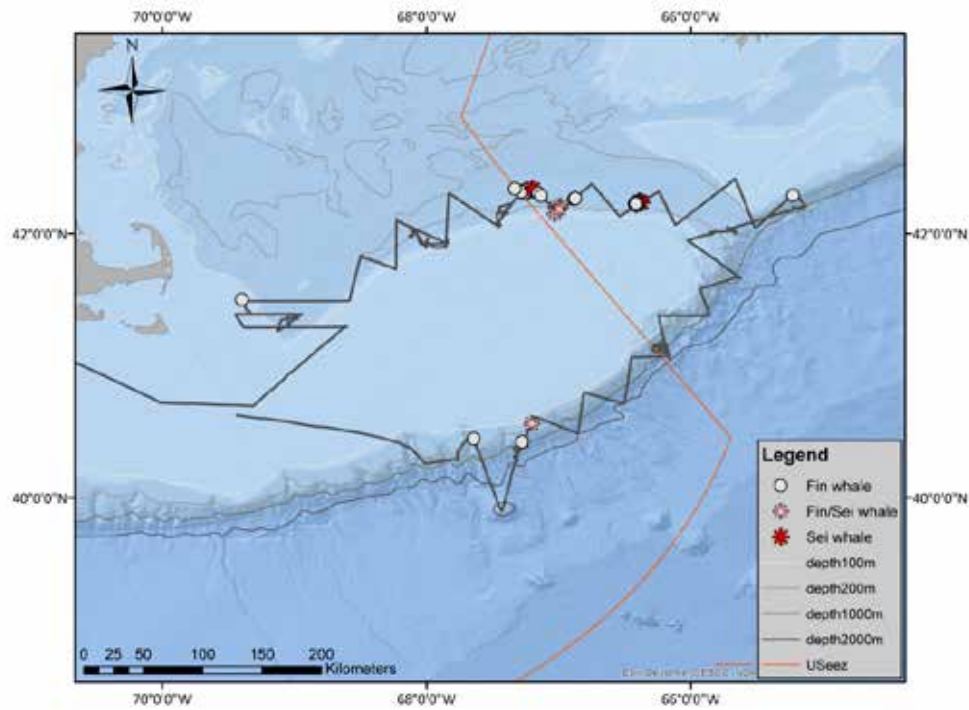 70°0'0"W 68°0'0"W 66°0'0"W
N
42°0'0"N 42°0'0"N
40°0'0"N 40°0'0"N
Legend
Fin whale
Fin/Sei whale
Sei whale
depth100m
depth200m
depth1000m
depth2000m
USeez
0 25 50 100 150 200
Kilometers
70°0'0"W 68°0'0"W 66°0'0"W